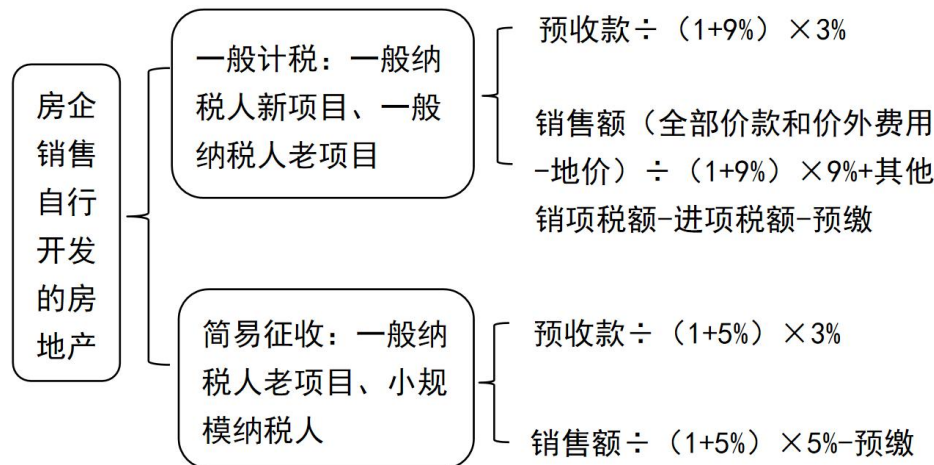 房企
销售
自行
开发
的房
地产
一般计税：一般纳
税人新项目、一般
纳税人老项目
预收款÷（1+9%）×3%
销售额（全部价款和价外费用
-地价）÷（1+9%）×9%+其他
销项税额-进项税额-预缴
简易征收：一般纳
税人老项目、小规
模纳税人
预收款÷（1+5%）×3%
销售额÷（1+5%）×5%-预缴